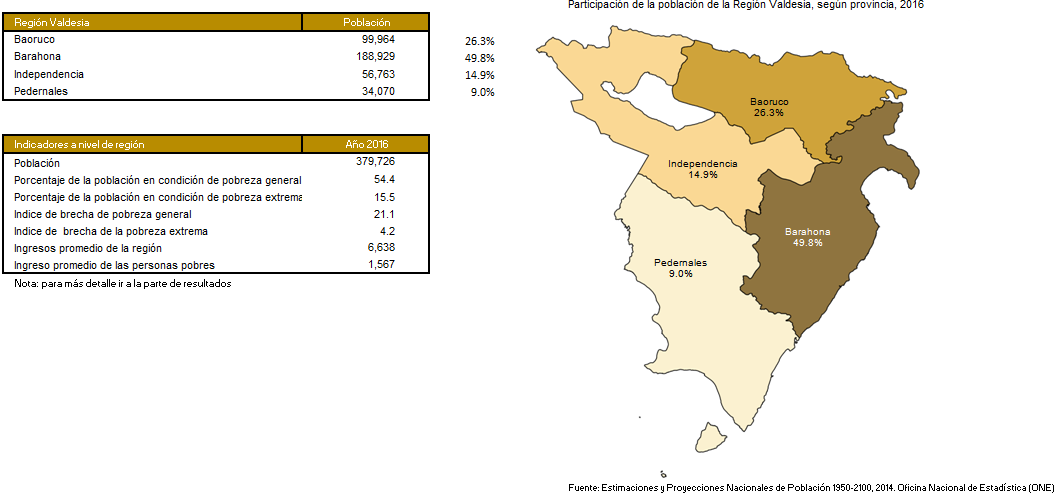 Participación de la población de la Región Valdesia, según provincia, 2016
Región Valdesia Población
Baoruco 99,964 26.3%
Barahona 188,929 49.8%
Independencia 56,763 14.9%
Pedernales 34,070 9.0%
Indicadores a nivel de región Año 2016
Población 379,726
Porcentaje de la población en condición de pobreza general 54.4
Porcentaje de la población en condición de pobreza extrema 15.5
Indice de brecha de pobreza general 21.1
Indice de brecha de la pobreza extrema 4.2
Ingresos promedio de la región 6,638
Ingreso promedio de las personas pobres 1,567
Nota: para más detalle ir a la parte de resultados
Baoruco
26.3%
Independencia
14.9%
Barahona
49.8%
Pedernales
9.0%
Fuente: Estimaciones y Proyecciones Nacionales de Población 1950-2100, 2014. Oficina Nacional de Estadística (ONE)